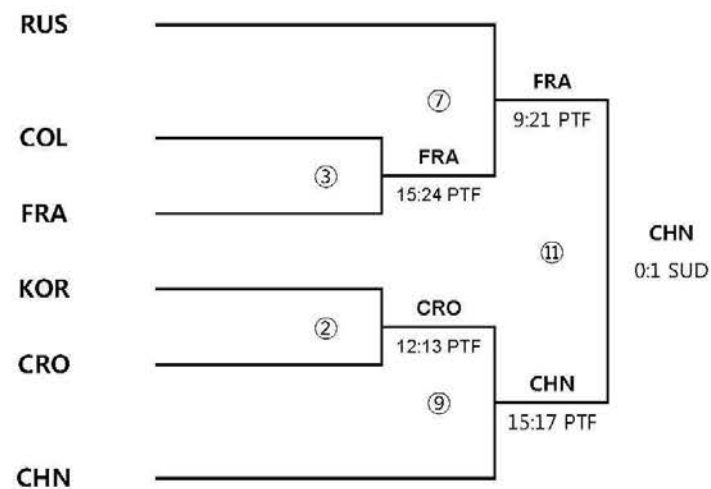 RUS
FRA
⑦
9:21 PTF
COL
FRA
③
15:24 PTF
FRA
CHN
⑪
0:1 SUD
KOR
CRO
②
12:13 PTF
CRO
CHN
⑨
15:17 PTF
CHN